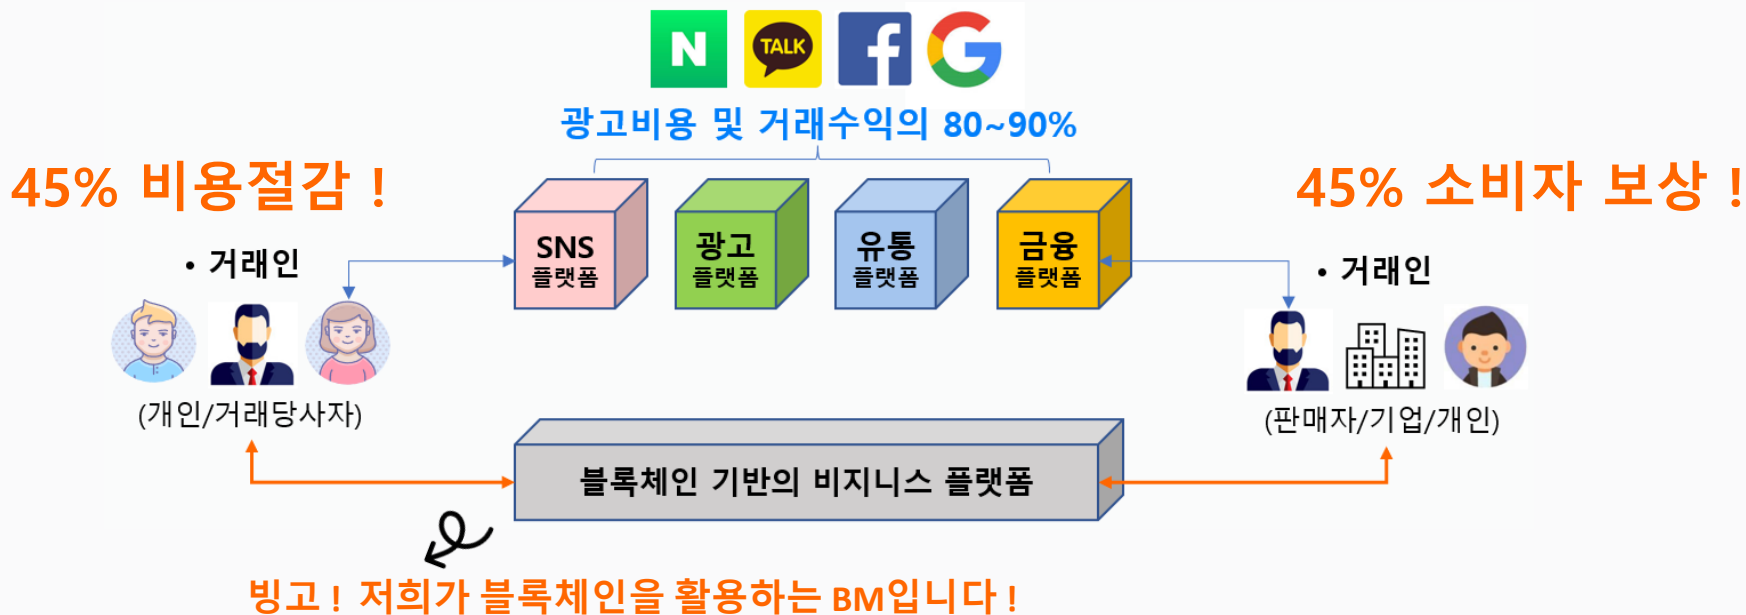 N
TALK
f
G
광고비용 및 거래수익의 80~90%
45% 비용절감 !
45% 소비자 보상 !
SNS
플랫폼
광고
플랫폼
유통
플랫폼
금융
플랫폼
• 거래인
(개인/거래당사자)
• 거래인
(판매자/기업/개인)
블록체인 기반의 비지니스 플랫폼
빙고 ! 저희가 블록체인을 활용하는 BM입니다 !